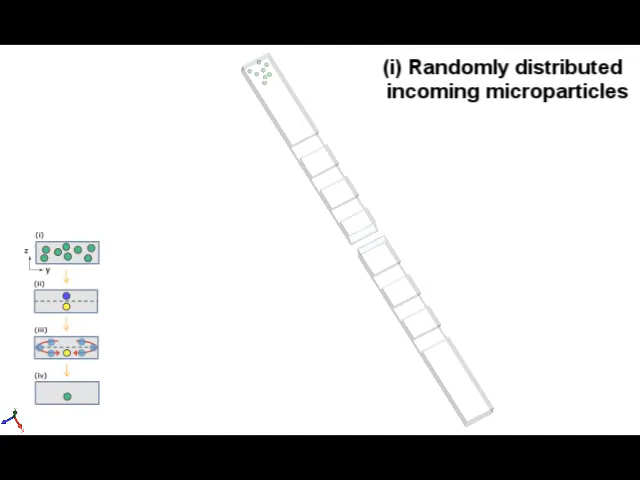 (i) Randomly distributed
incoming microparticles
(i)
z
y
(ii)
(iii)
(iv)